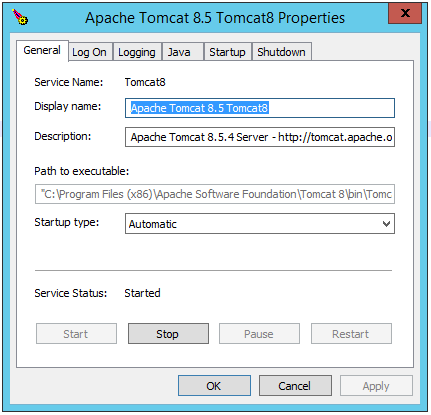 Apache Tomcat 8.5 Tomcat8 Properties
General Log On Logging Java Startup Shutdown
Service Name: Tomcat8
Display name: Apache Tomcat 8.5 Tomcat8
Description: Apache Tomcat 8.5.4 Server - http://tomcat.apache.o
Path to executable:
"C:\Program Files (x86)\Apache Software Foundation\Tomcat 8\bin\Tomc
Startup type: Automatic
Service Status: Started
Start Stop Pause Restart
OK Cancel Apply